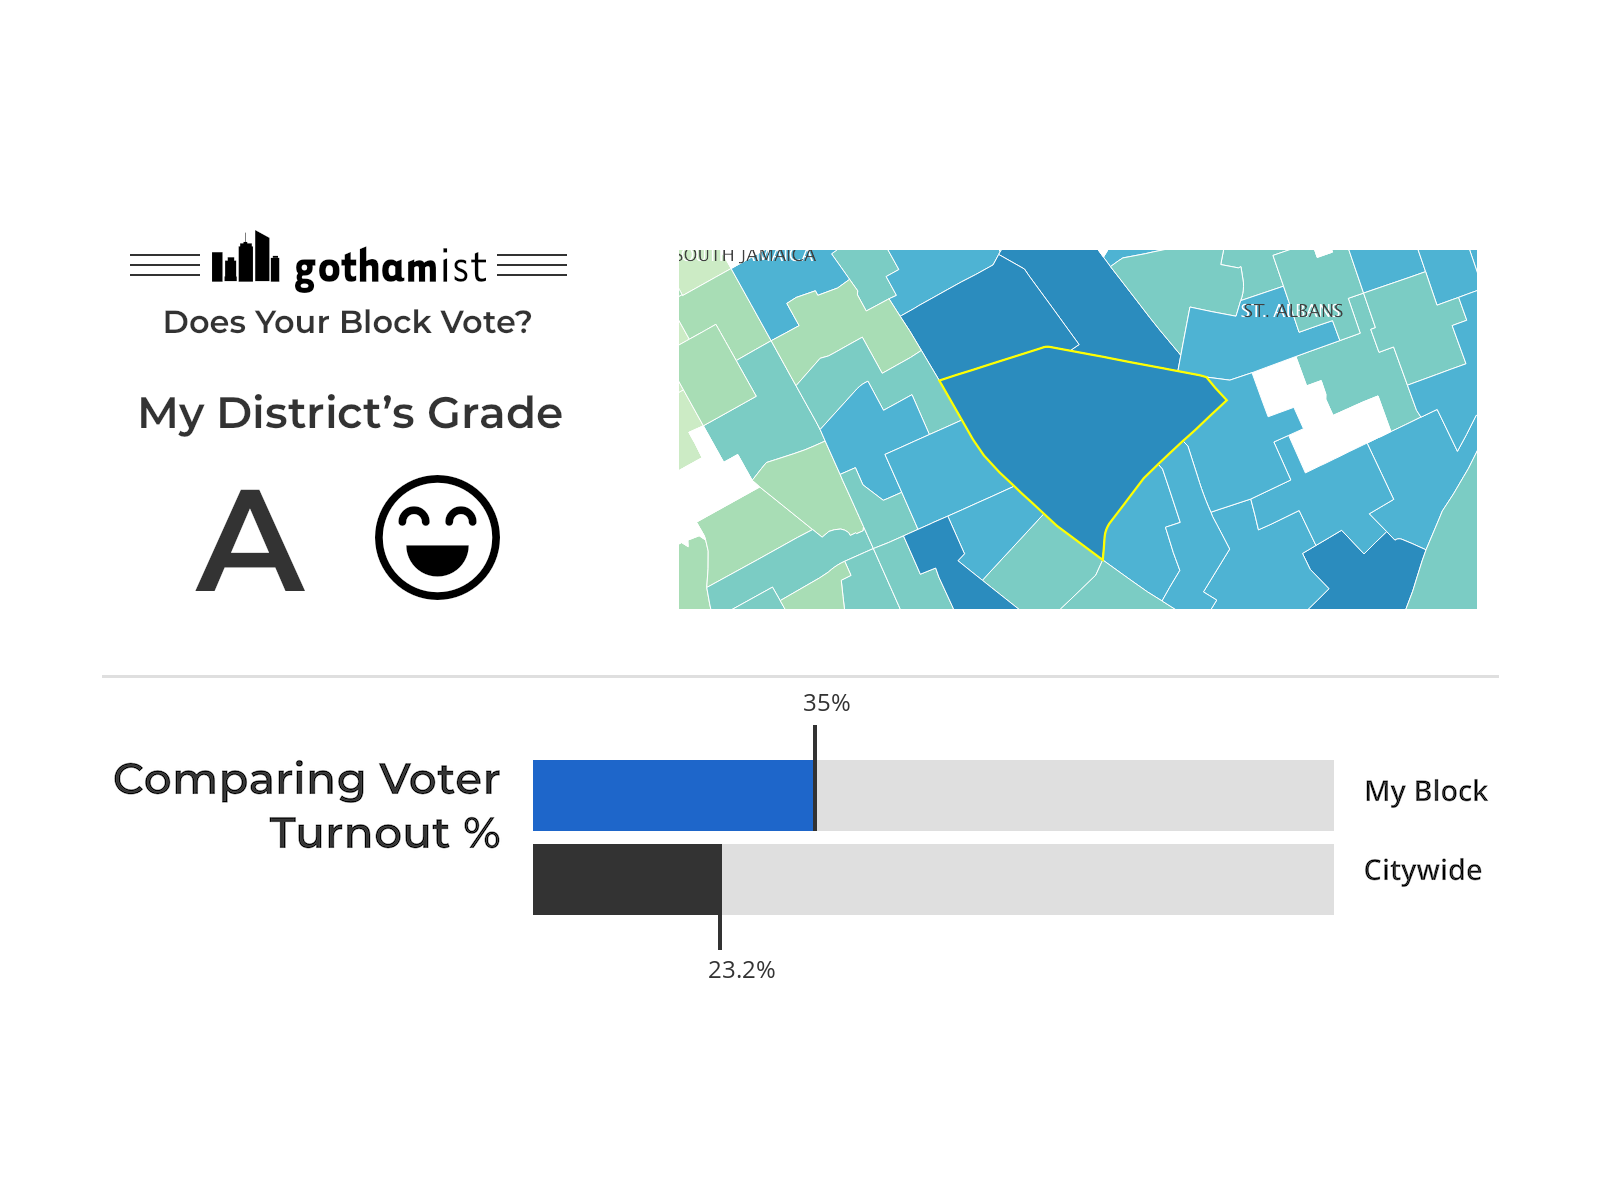 gothamist
Does Your Block Vote?
My District's Grade
A
SOUTH JAMAICA
ST. ALBANS
35%
Comparing Voter
Turnout %
My Block
Citywide
23.2%